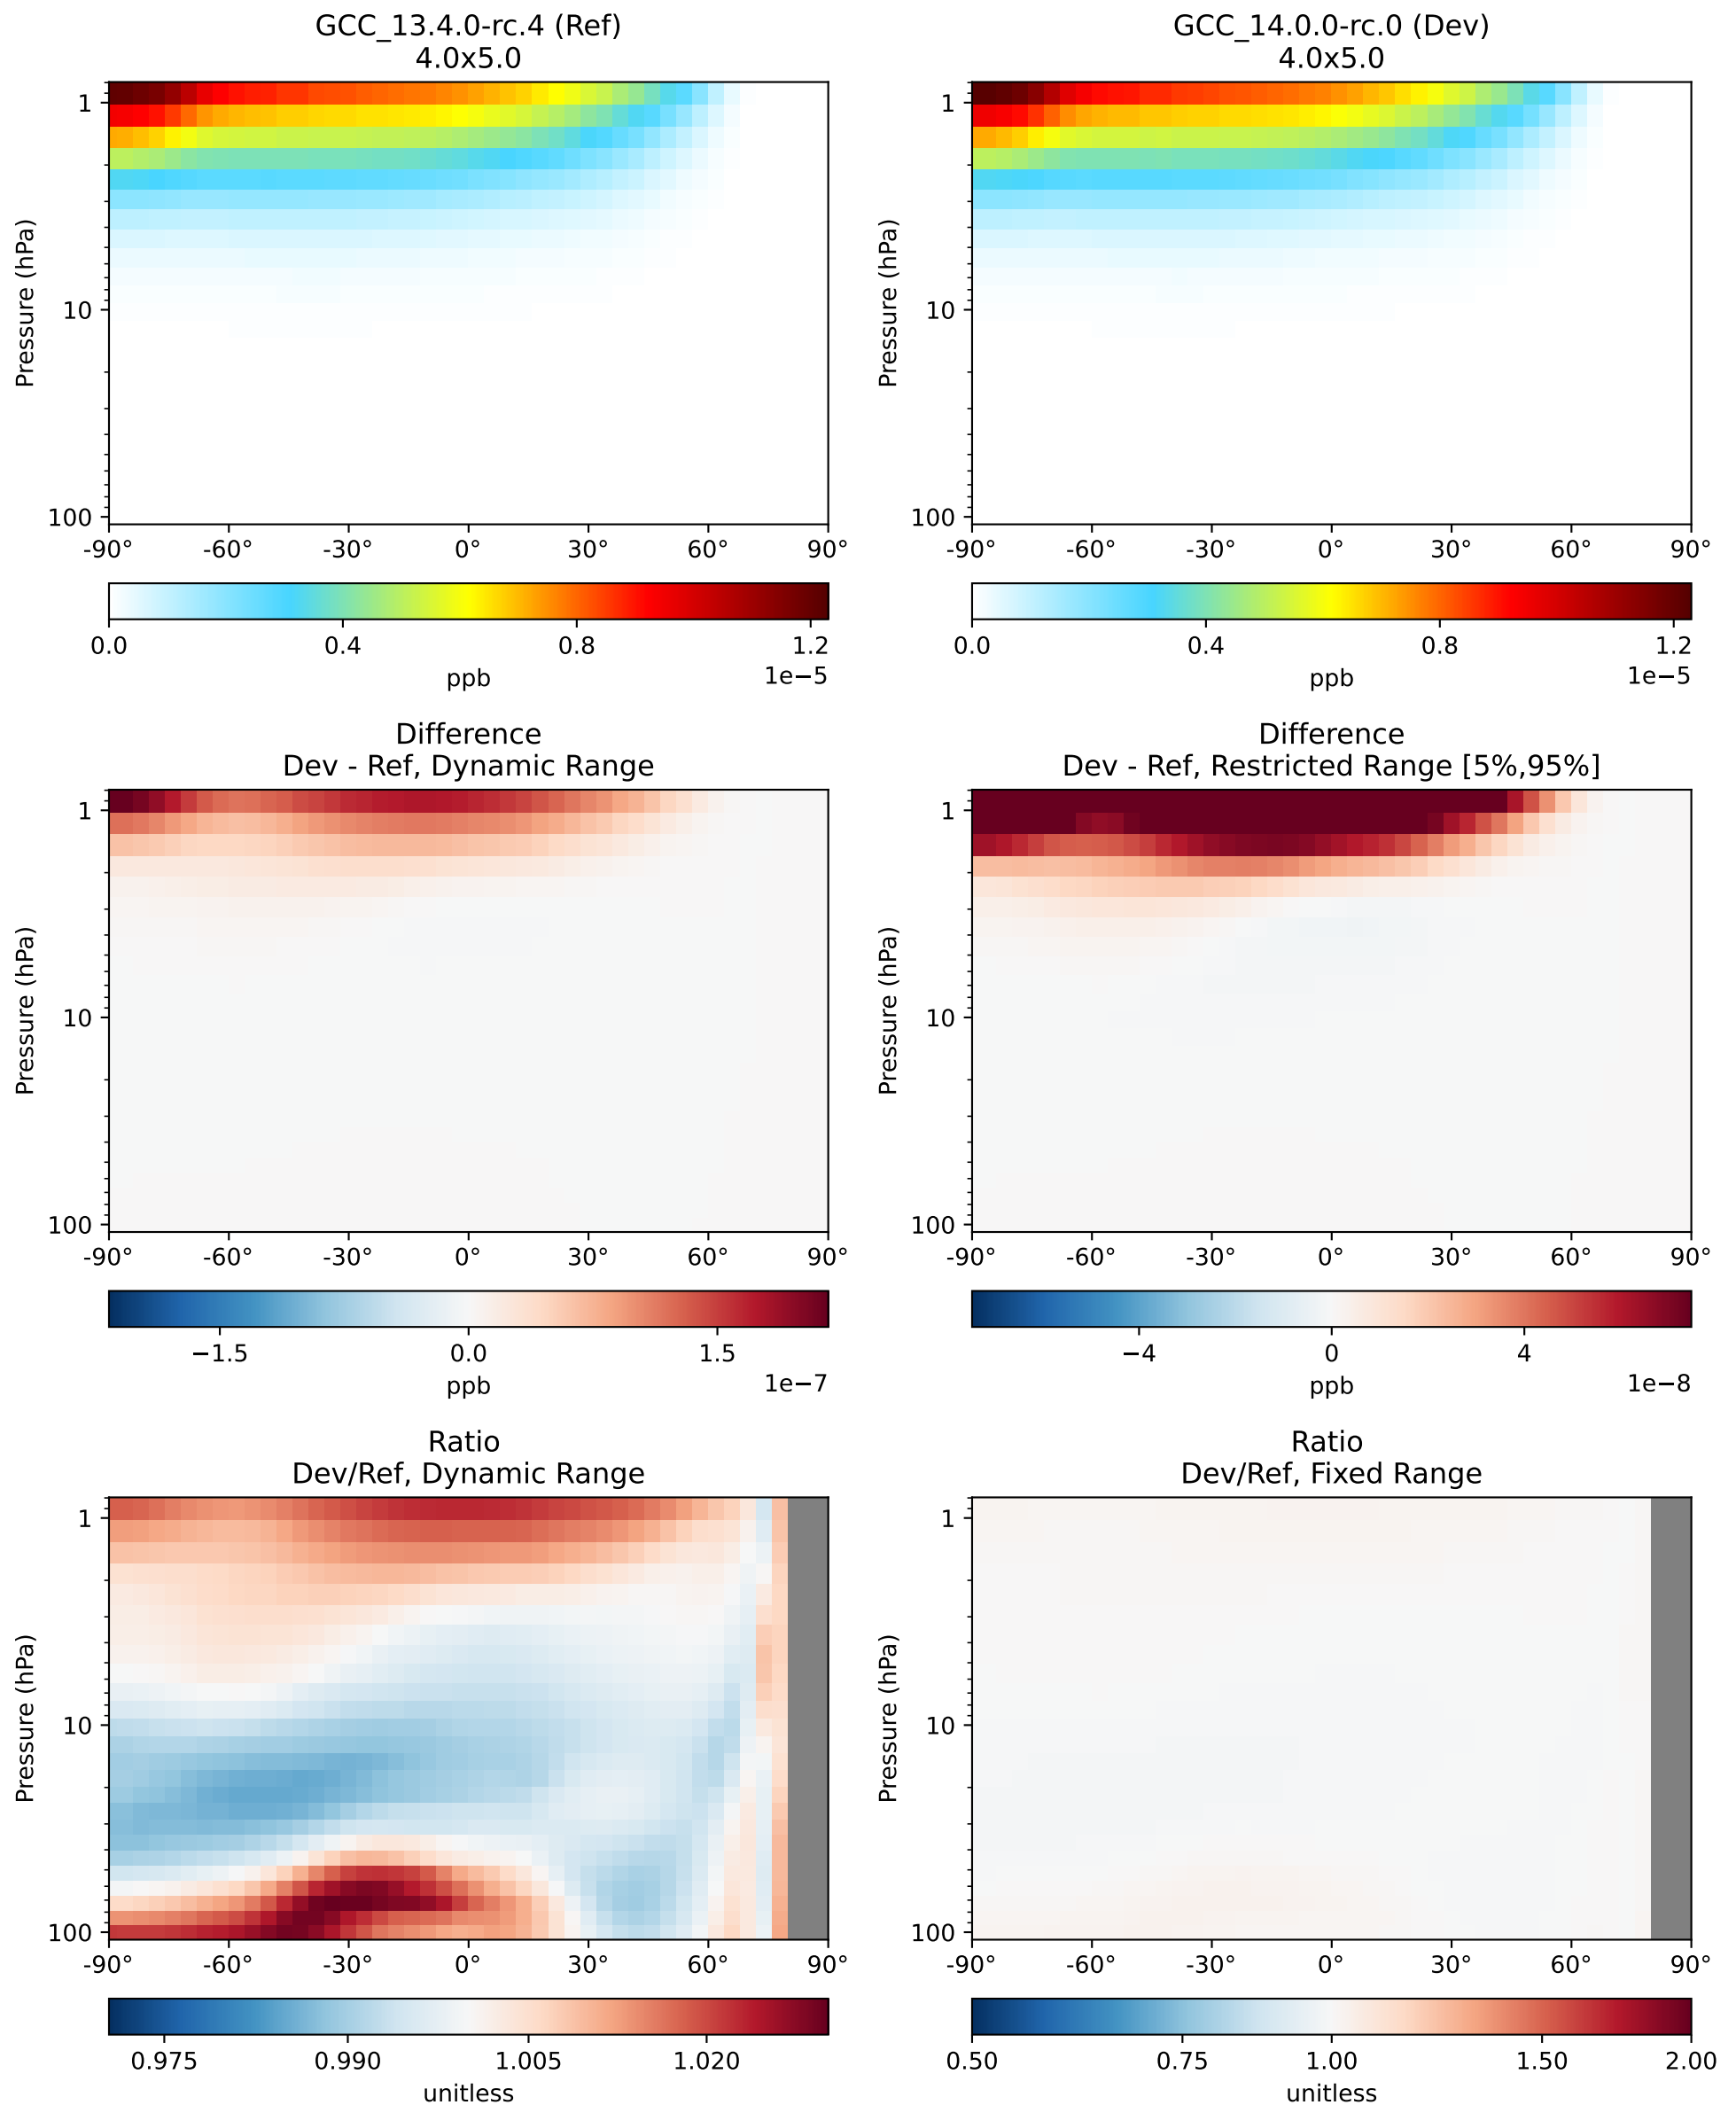 GCC_13.4.0-rc.4 (Ref)
4.0x5.0
GCC_14.0.0-rc.0 (Dev)
4.0x5.0
Pressure (hPa)
1
10
100
-90° -60° -30° 0° 30° 60° 90°
0.0 0.4 0.8 1.2
ppb
1e−5
Pressure (hPa)
1
10
100
-90° -60° -30° 0° 30° 60° 90°
0.0 0.4 0.8 1.2
ppb
1e−5
Difference
Dev - Ref, Dynamic Range
Difference
Dev - Ref, Restricted Range [5%,95%]
Pressure (hPa)
1
10
100
-90° -60° -30° 0° 30° 60° 90°
−1.5 0.0 1.5
ppb
1e−7
Pressure (hPa)
1
10
100
-90° -60° -30° 0° 30° 60° 90°
−4 0 4
ppb
1e−8
Ratio
Dev/Ref, Dynamic Range
Ratio
Dev/Ref, Fixed Range
Pressure (hPa)
1
10
100
-90° -60° -30° 0° 30° 60° 90°
0.975 0.990 1.005 1.020
unitless
Pressure (hPa)
1
10
100
-90° -60° -30° 0° 30° 60° 90°
0.50 0.75 1.00 1.50 2.00
unitless